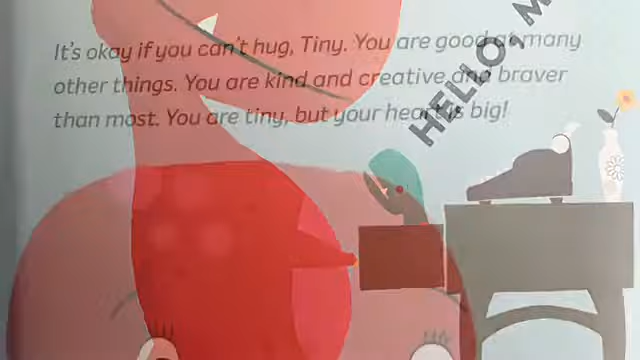 It's okay if you can't hug, Tiny. You are good at many
other things. You are kind and creative and braver
than most. You are tiny, but your heart is big!
HELLO, M